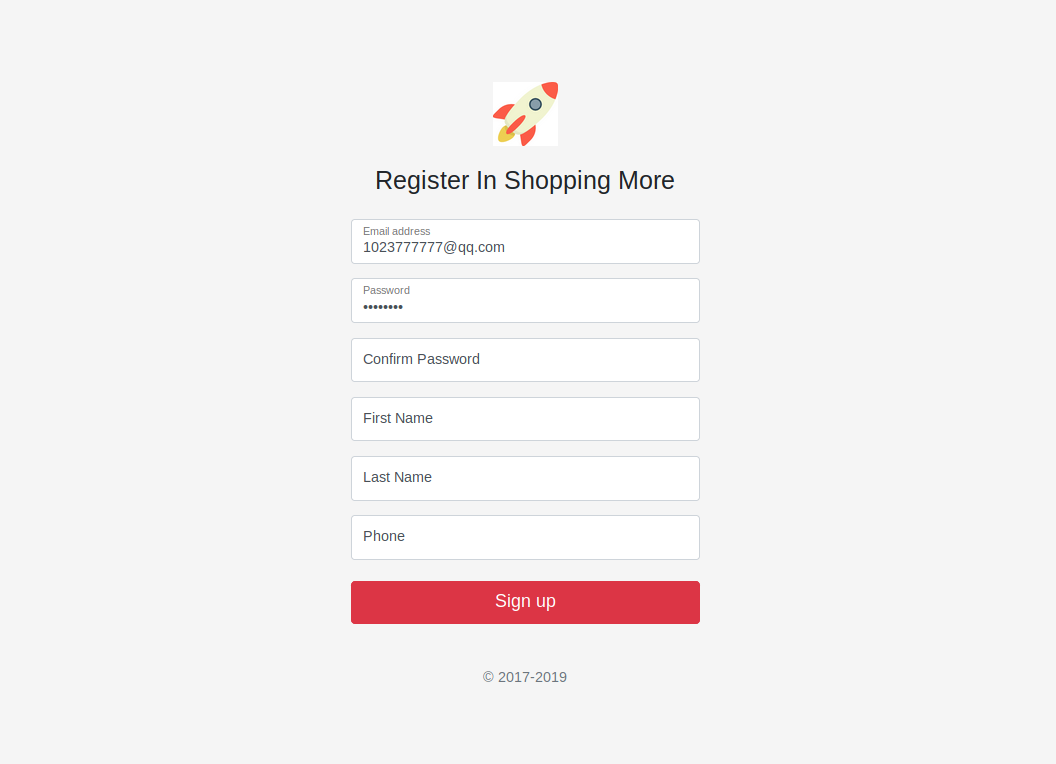 Register In Shopping More
Email address
1023777777@qq.com
Password
••••••••
Confirm Password
First Name
Last Name
Phone
Sign up
© 2017-2019